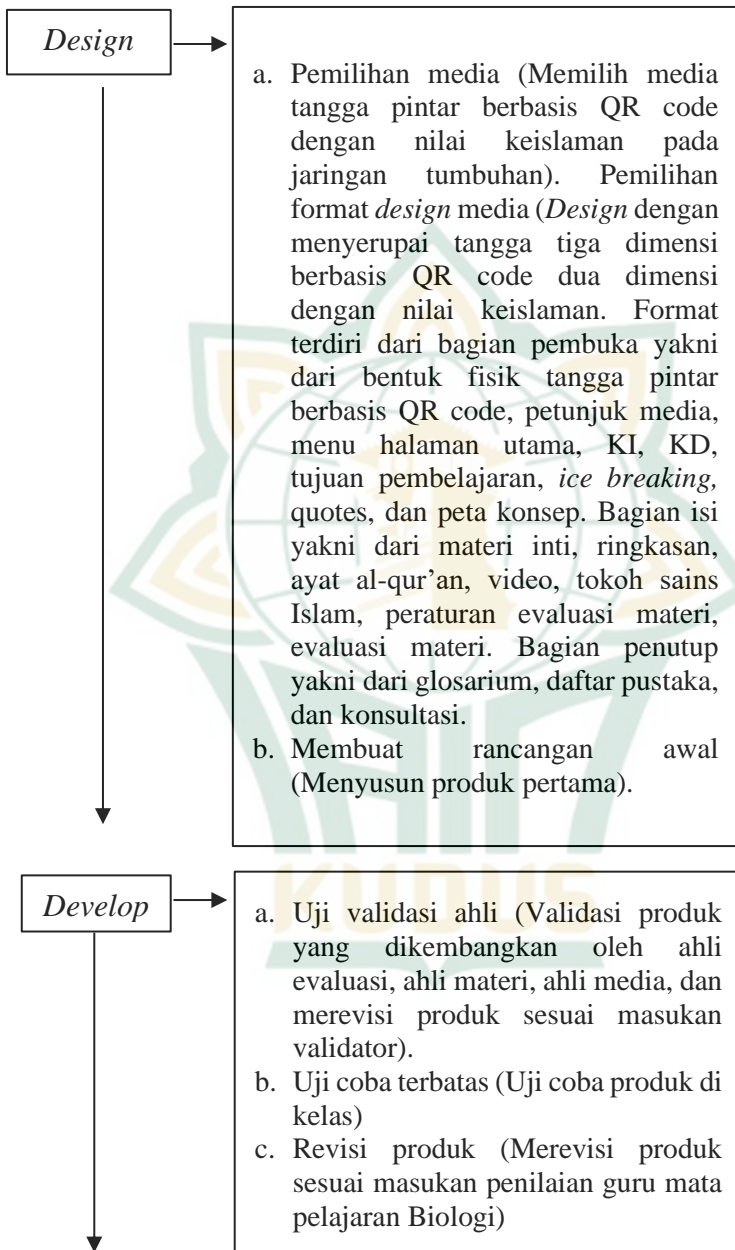 Design
a. Pemilihan media (Memilih media
tangga pintar berbasis QR code
dengan nilai keislaman pada
jaringan tumbuhan). Pemilihan
format design media (Design dengan
menyerupai tangga tiga dimensi
berbasis QR code dua dimensi
dengan nilai keislaman. Format
terdiri dari bagian pembuka yakni
dari bentuk fisik tangga pintar
berbasis QR code, petunjuk media,
menu halaman utama, KI, KD,
tujuan pembelajaran, ice breaking,
quotes, dan peta konsep. Bagian isi
yakni dari materi inti, ringkasan,
ayat al-qur’an, video, tokoh sains
Islam, peraturan evaluasi materi,
evaluasi materi. Bagian penutup
yakni dari glosarium, daftar pustaka,
dan konsultasi.
b. Membuat rancangan awal
(Menyusun produk pertama).
KUDUS
Develop
a. Uji validasi ahli (Validasi produk
yang dikembangkan oleh ahli
evaluasi, ahli materi, ahli media, dan
merevisi produk sesuai masukan
validator).
b. Uji coba terbatas (Uji coba produk di
kelas)
c. Revisi produk (Merevisi produk
sesuai masukan penilaian guru mata
pelajaran Biologi)